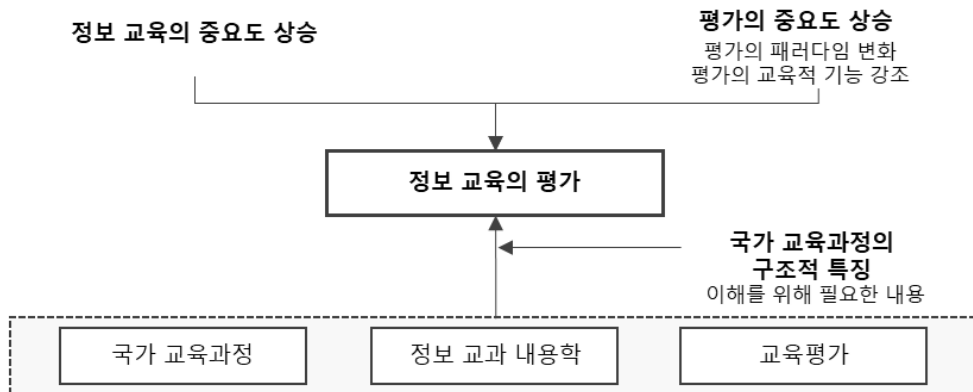 정보 교육의 중요도 상승
평가의 중요도 상승
평가의 패러다임 변화
평가의 교육적 기능 강조
정보 교육의 평가
국가 교육과정의
구조적 특징
이해를 위해 필요한 내용
국가 교육과정
정보 교과 내용학
교육평가